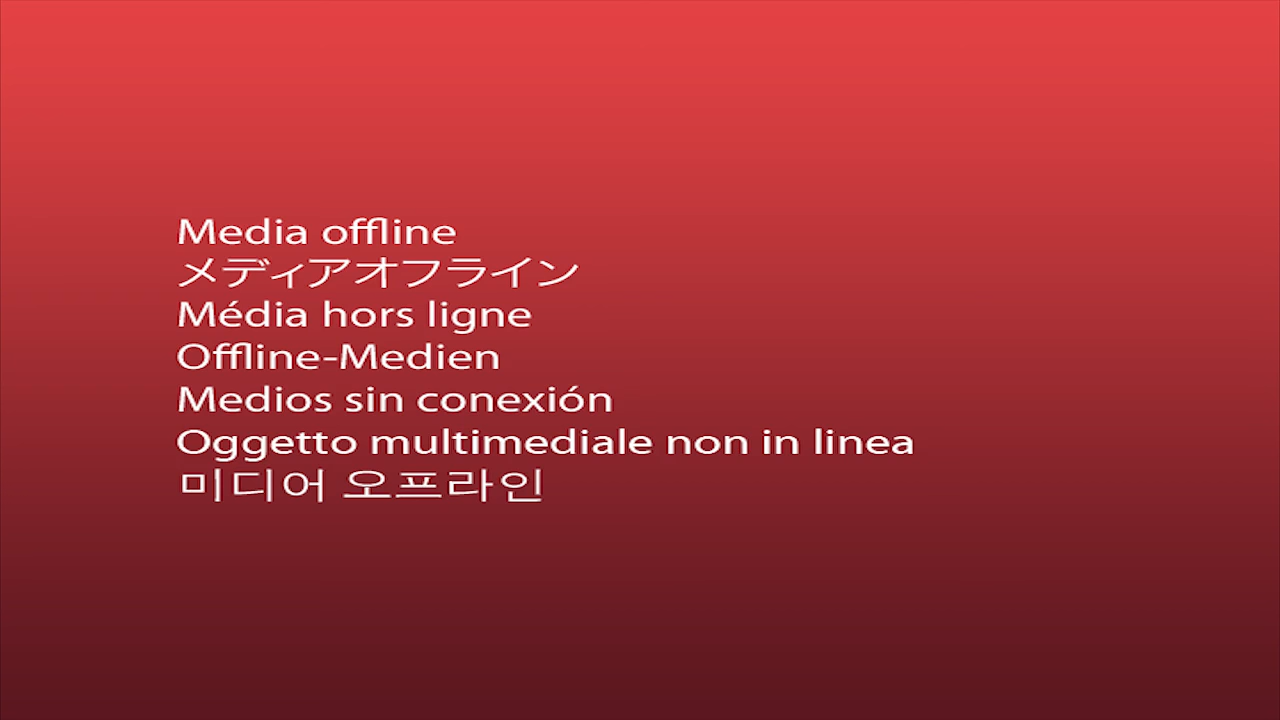 Media offline
メディアオフライン
Média hors ligne
Offline-Medien
Medios sin conexión
Oggetto multimediale non in linea
미디어 오프라인